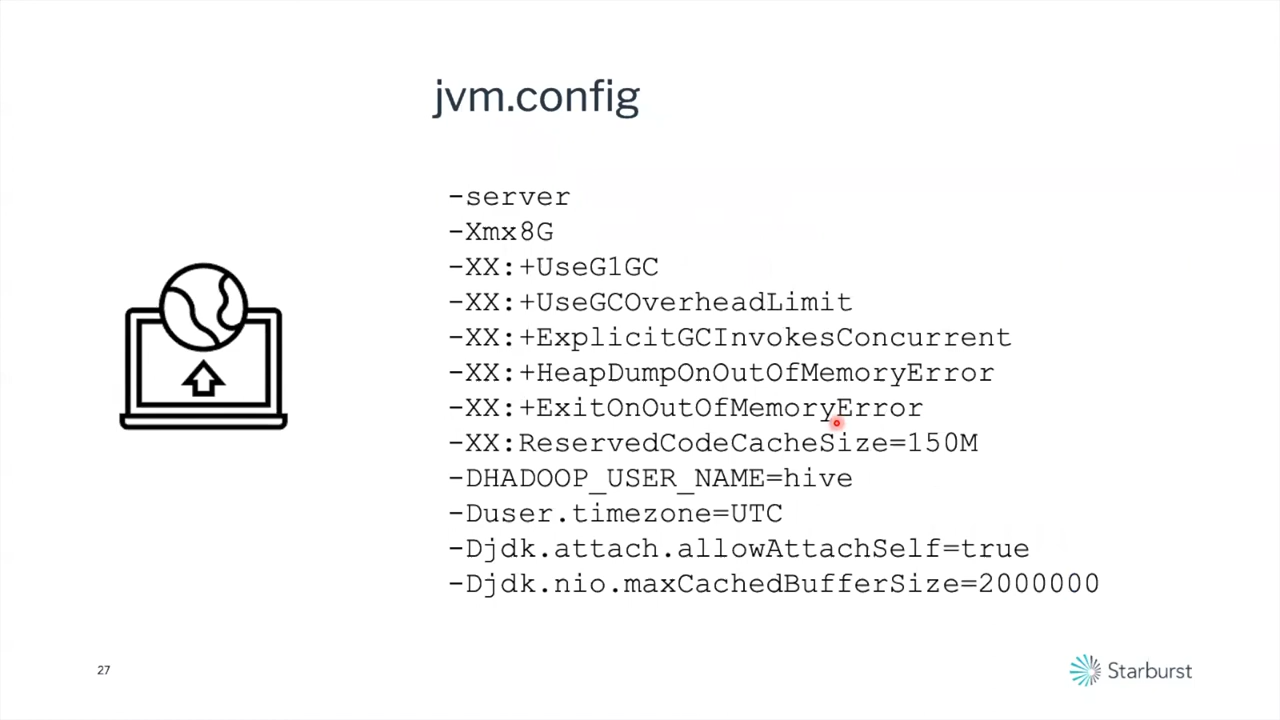 jvm.config
-server
-Xmx8G
-XX:+UseG1GC
-XX:+UseGCOverheadLimit
-XX:+ExplicitGCInvokesConcurrent
-XX:+HeapDumpOnOutOfMemoryError
-XX:+ExitOnOutOfMemoryError
-XX:ReservedCodeCacheSize=150M
-DHADOOP_USER_NAME=hive
-Duser.timezone=UTC
-Djdk.attach.allowAttachSelf=true
-Djdk.nio.maxCachedBufferSize=2000000
27
Starburst